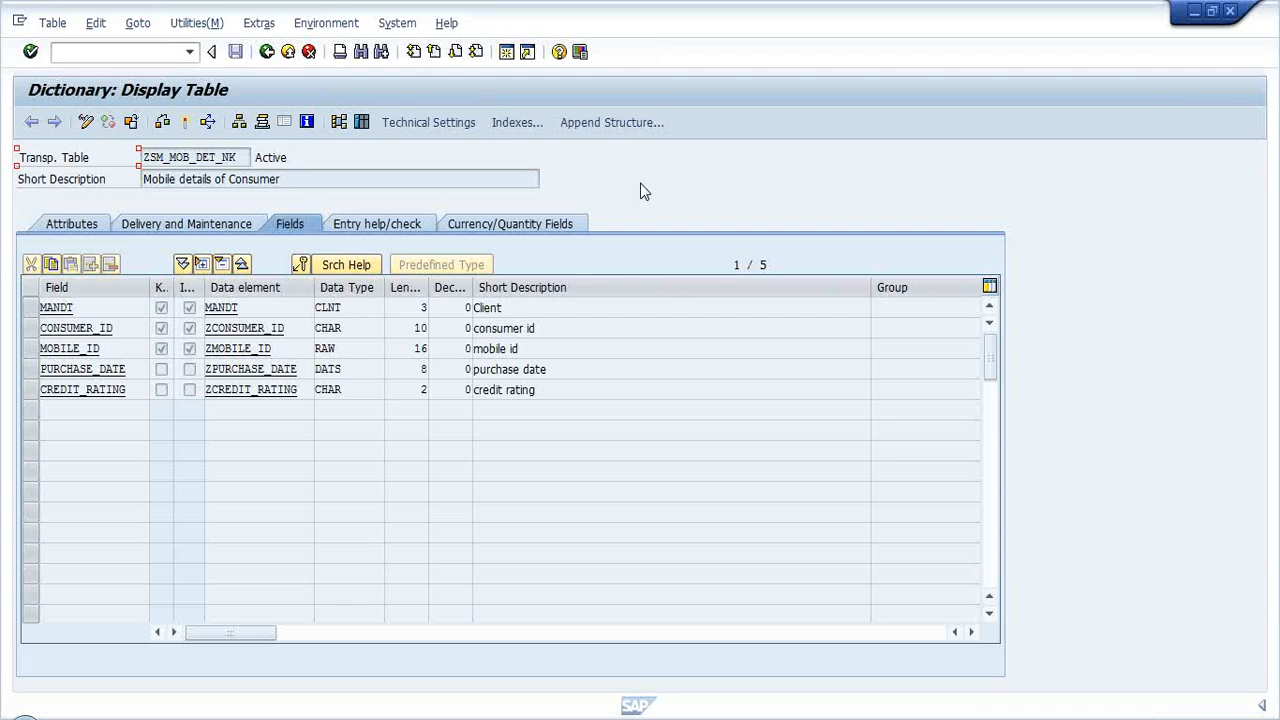 Table Edit Goto Utilities(M) Extras Environment System Help
Dictionary: Display Table
Technical Settings Indexes... Append Structure...
Transp. Table ZSM_MOB_DET_NK Active
Short Description Mobile details of Consumer
Attributes Delivery and Maintenance Fields Entry help/check Currency/Quantity Fields
Srch Help Predefined Type 1 / 5
Field K.. I... Data element Data Type Len... Dec... Short Description Group
MANDT MANDT CLNT 3 0 Client
CONSUMER_ID ZCONSUMER_ID CHAR 10 0 consumer id
MOBILE_ID ZMOBILE_ID RAW 16 0 mobile id
PURCHASE_DATE ZPURCHASE_DATE DATS 8 0 purchase date
CREDIT_RATING ZCREDIT_RATING CHAR 2 0 credit rating
SAP